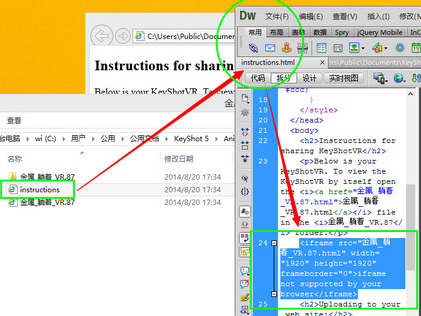 C:\Users\Public\Documents
Instructions for sharing
Below is your KeyShotVR. To view
wi (C:)
用户
公用
公用文档
KeyShot 5
Ani
名称
修改日期
金属_躺着_VR.87
2014/8/20 17:34
instructions
2014/8/20 17:34
金属_躺着_VR.87
2014/8/20 17:34
DW
文件(F)
编辑(E)
查看(V)
插入(I)
修改(M)
常用
布局
表单
数据
Spry
jQuery Mobile
InC
instructions.html
×
\Public\Documents\KeyShot
代码
拆分
设计
实时视图
#ccc;
18
}
19
</style>
20
</head>
21
<body>
22
<h2>Instructions for
sharing KeyShotVR</h2>
23
<p>Below is your
KeyShotVR. To view the
KeyShotVR by itself open
the <i><a href="金属_躺着
_VR.87.html">金属_躺着
_VR.87.html</a></i> file
in the <i>金属_躺着_VR.87</
i> folder.</p>
24
<iframe src="金属_躺
着_VR.87.html" width=
"1920" height="1920"
frameborder="0">iframe
not supported by your
browser</iframe>
25
<h2>Uploading to your
web site:</h2>